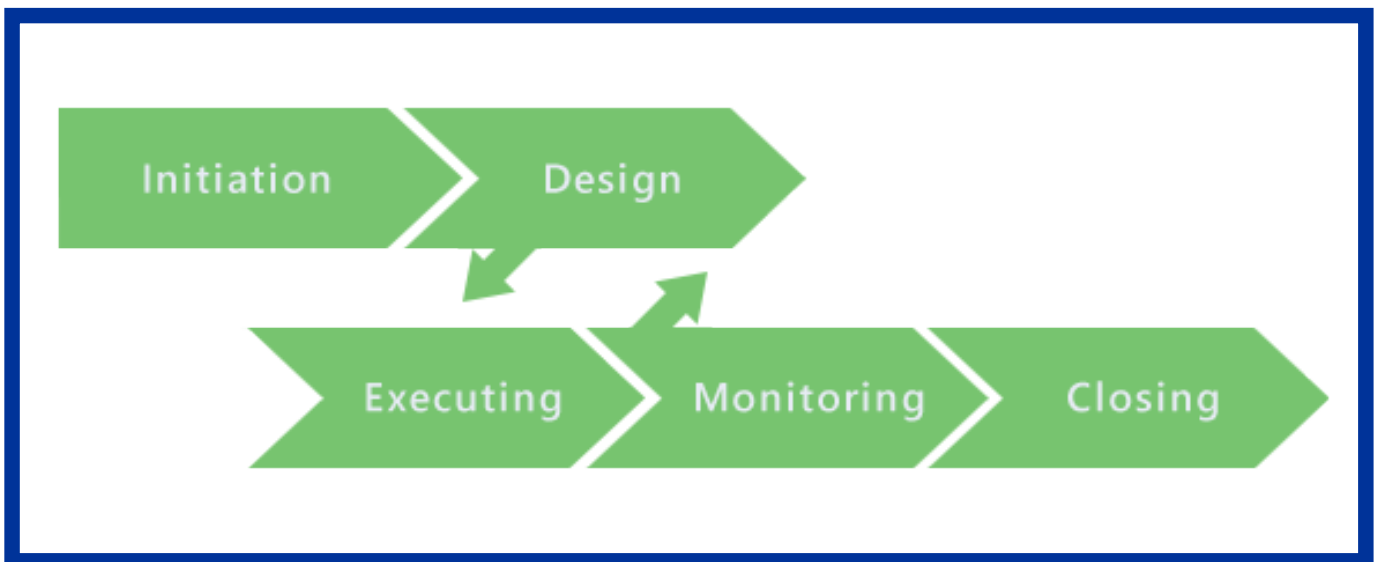 Initiation
Design
Executing
Monitoring
Closing